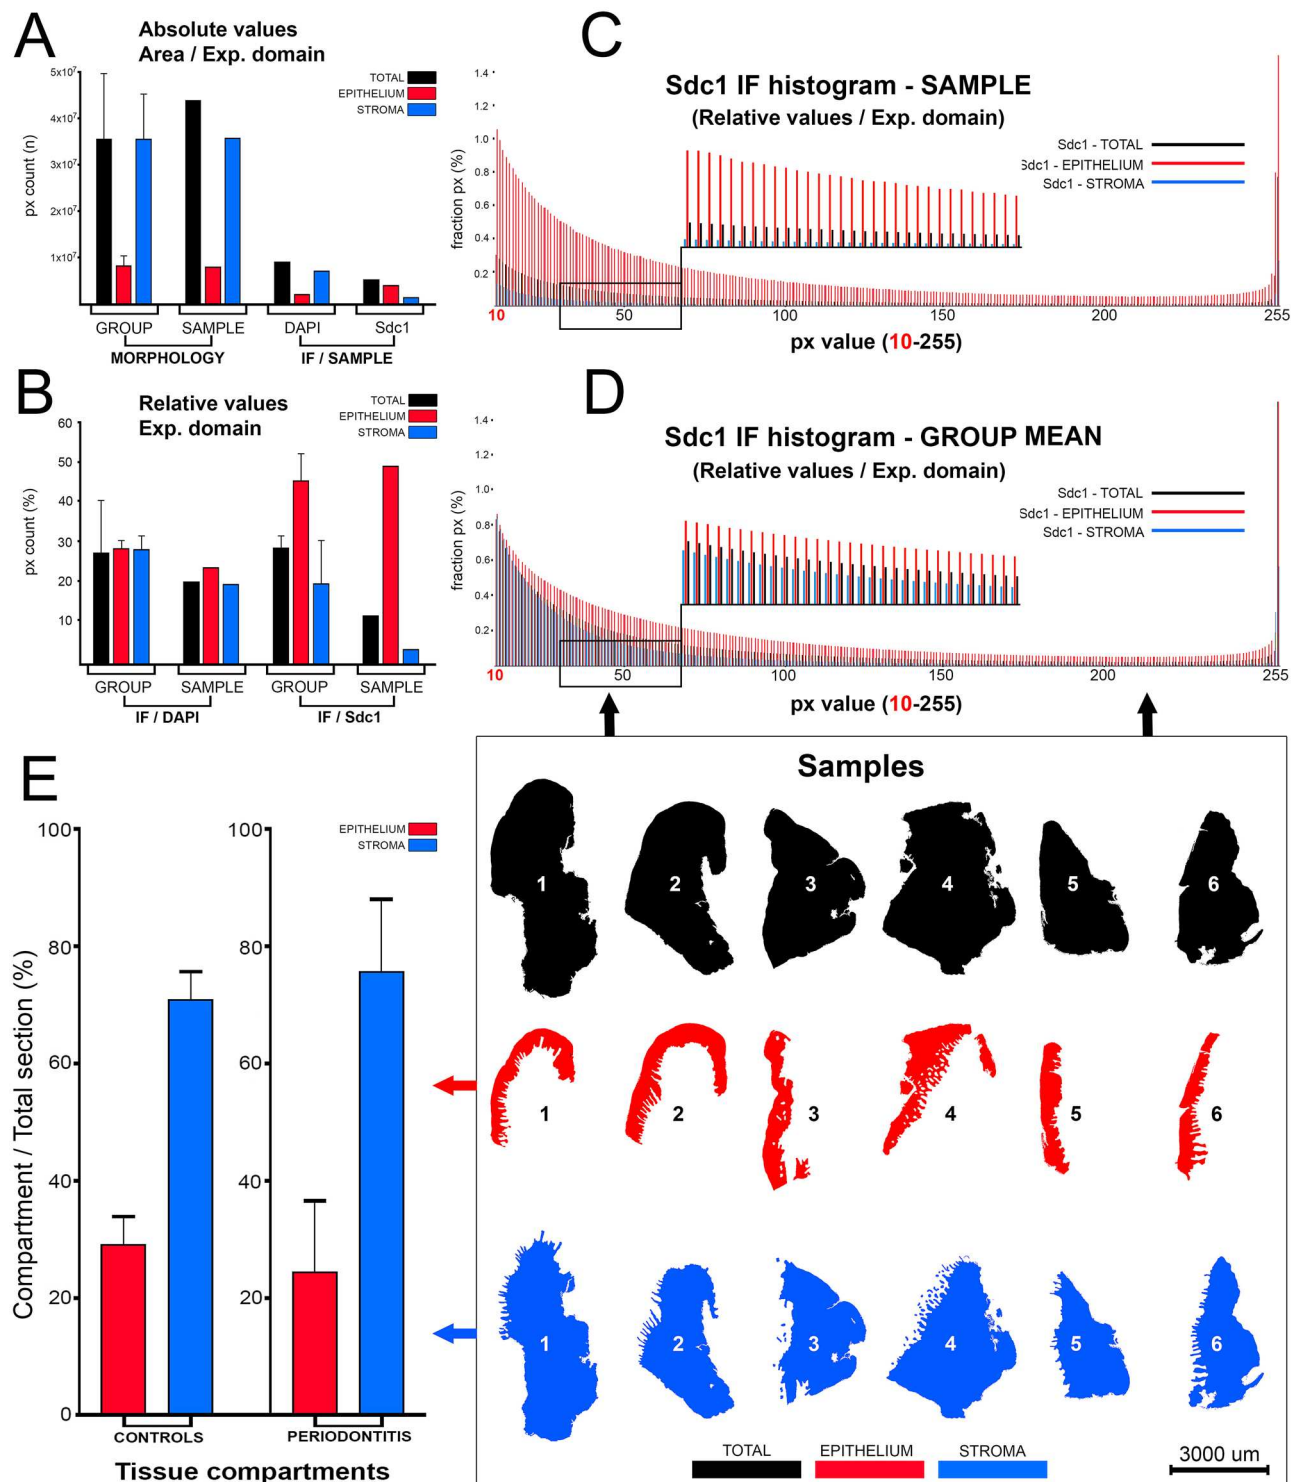 A
Absolute values
Area / Exp. domain
TOTAL
EPITHELIUM
STROMA
px count (n)
5x10⁷
4x10⁷
3x10⁷
2x10⁷
1x10⁷
GROUP
SAMPLE
DAPI
Sdc1
MORPHOLOGY
IF / SAMPLE
B
Relative values
Exp. domain
TOTAL
EPITHELIUM
STROMA
px count (%)
60
50
40
30
20
10
GROUP
SAMPLE
GROUP
SAMPLE
IF / DAPI
IF / Sdc1
C
Sdc1 IF histogram - SAMPLE
(Relative values / Exp. domain)
Sdc1 - TOTAL
Sdc1 - EPITHELIUM
Sdc1 - STROMA
fraction px (%)
1.4
1.2
1.0
0.8
0.6
0.4
0.2
10
50
100
150
200
255
px value (10-255)
D
Sdc1 IF histogram - GROUP MEAN
(Relative values / Exp. domain)
Sdc1 - TOTAL
Sdc1 - EPITHELIUM
Sdc1 - STROMA
fraction px (%)
1.4
1.2
1.0
0.8
0.6
0.4
0.2
10
50
100
150
200
255
px value (10-255)
E
EPITHELIUM
STROMA
Compartment / Total section (%)
100
80
60
40
20
0
100
80
60
40
20
CONTROLS
PERIODONTITIS
Tissue compartments
Samples
1 2 3 4 5 6
1 2 3 4 5 6
1 2 3 4 5 6
TOTAL
EPITHELIUM
STROMA
3000 um